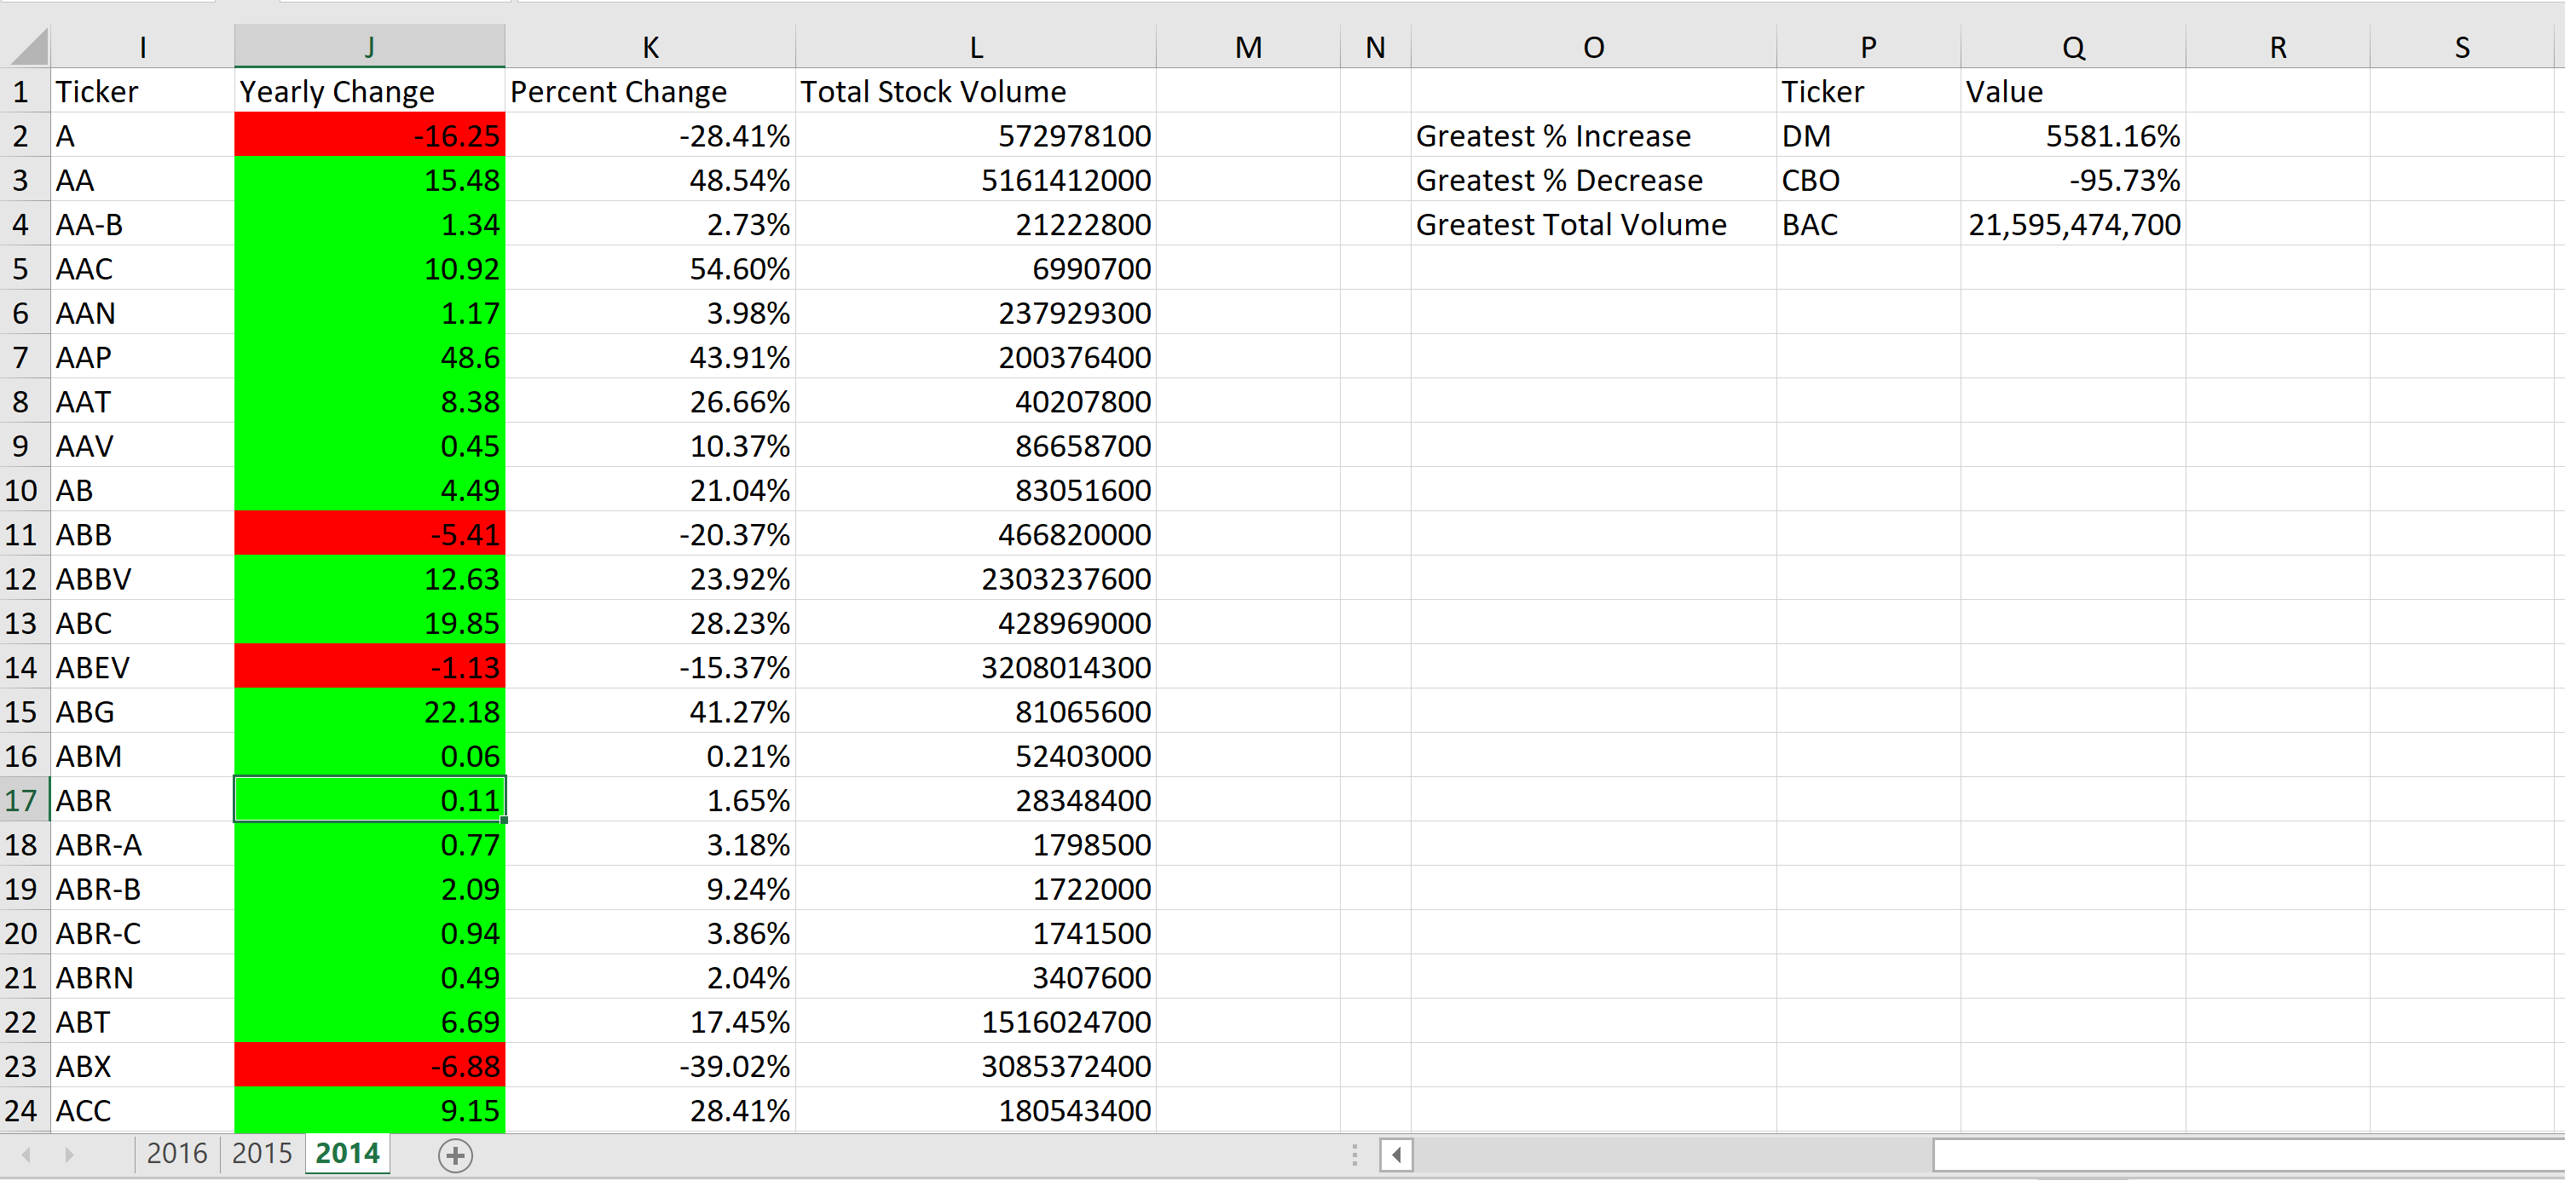 I J K L M N O P Q R S
1 Ticker Yearly Change Percent Change Total Stock Volume Ticker Value
2 A -16.25 -28.41% 572978100 Greatest % Increase DM 5581.16%
3 AA 15.48 48.54% 5161412000 Greatest % Decrease CBO -95.73%
4 AA-B 1.34 2.73% 21222800 Greatest Total Volume BAC 21,595,474,700
5 AAC 10.92 54.60% 6990700
6 AAN 1.17 3.98% 237929300
7 AAP 48.6 43.91% 200376400
8 AAT 8.38 26.66% 40207800
9 AAV 0.45 10.37% 86658700
10 AB 4.49 21.04% 83051600
11 ABB -5.41 -20.37% 466820000
12 ABBV 12.63 23.92% 2303237600
13 ABC 19.85 28.23% 428969000
14 ABEV -1.13 -15.37% 3208014300
15 ABG 22.18 41.27% 81065600
16 ABM 0.06 0.21% 52403000
17 ABR 0.11 1.65% 28348400
18 ABR-A 0.77 3.18% 1798500
19 ABR-B 2.09 9.24% 1722000
20 ABR-C 0.94 3.86% 1741500
21 ABRN 0.49 2.04% 3407600
22 ABT 6.69 17.45% 1516024700
23 ABX -6.88 -39.02% 3085372400
24 ACC 9.15 28.41% 180543400
2016 2015 2014